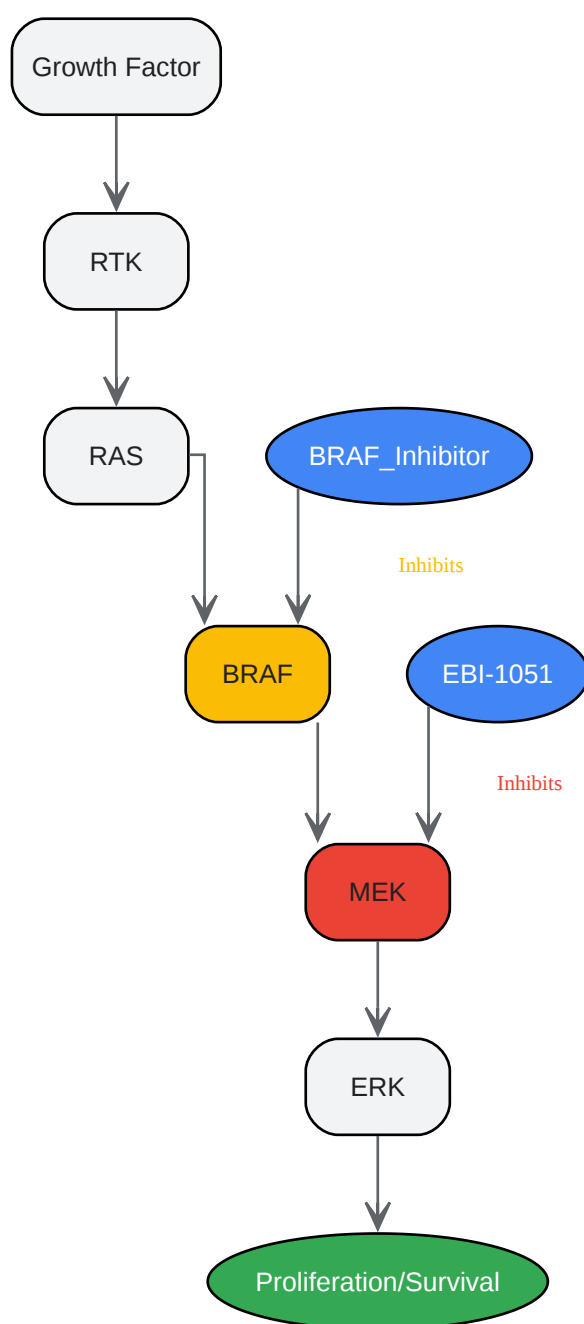 Growth Factor
RTK
RAS
BRAF_Inhibitor
Inhibits
BRAF
EBI-1051
Inhibits
MEK
ERK
Proliferation/Survival